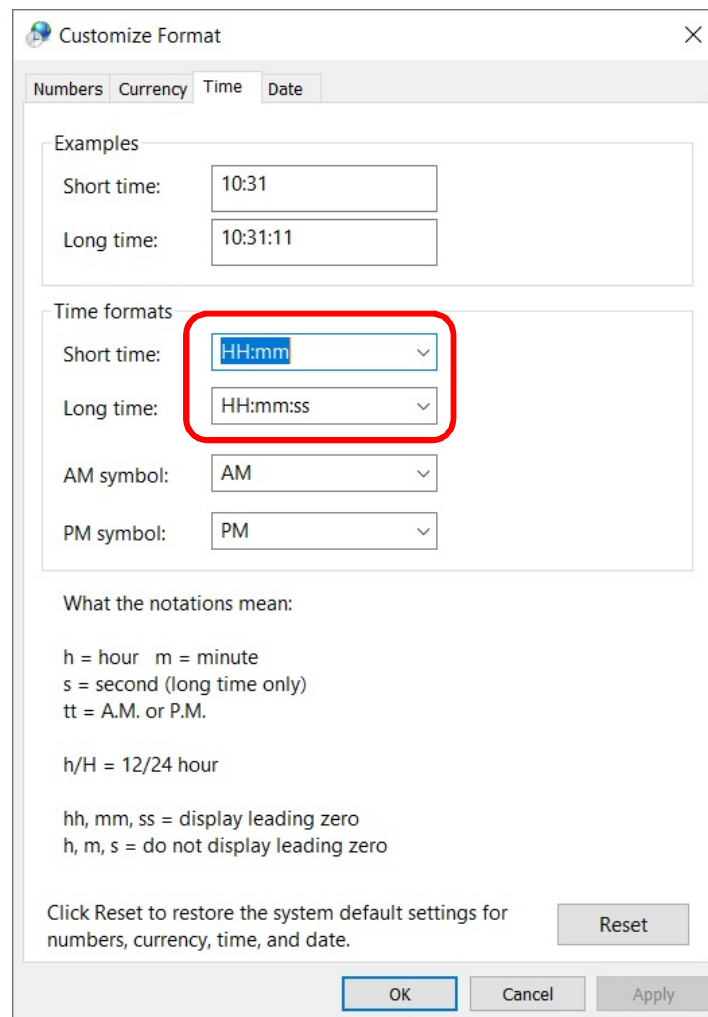 Customize Format
Numbers Currency Time Date
Examples
Short time: 10:31
Long time: 10:31:11
Time formats
Short time: HH:mm
Long time: HH:mm:ss
AM symbol: AM
PM symbol: PM
What the notations mean:
h = hour m = minute
s = second (long time only)
tt = A.M. or P.M.
h/H = 12/24 hour
hh, mm, ss = display leading zero
h, m, s = do not display leading zero
Click Reset to restore the system default settings for
numbers, currency, time, and date.
Reset
OK Cancel Apply